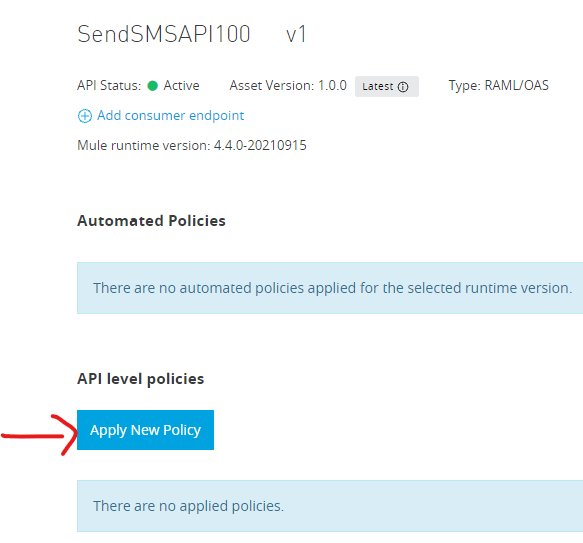 SendSMSAPI100 v1
API Status: Active Asset Version: 1.0.0 Latest Type: RAML/OAS
Add consumer endpoint
Mule runtime version: 4.4.0-20210915
Automated Policies
There are no automated policies applied for the selected runtime version.
API level policies
Apply New Policy
There are no applied policies.